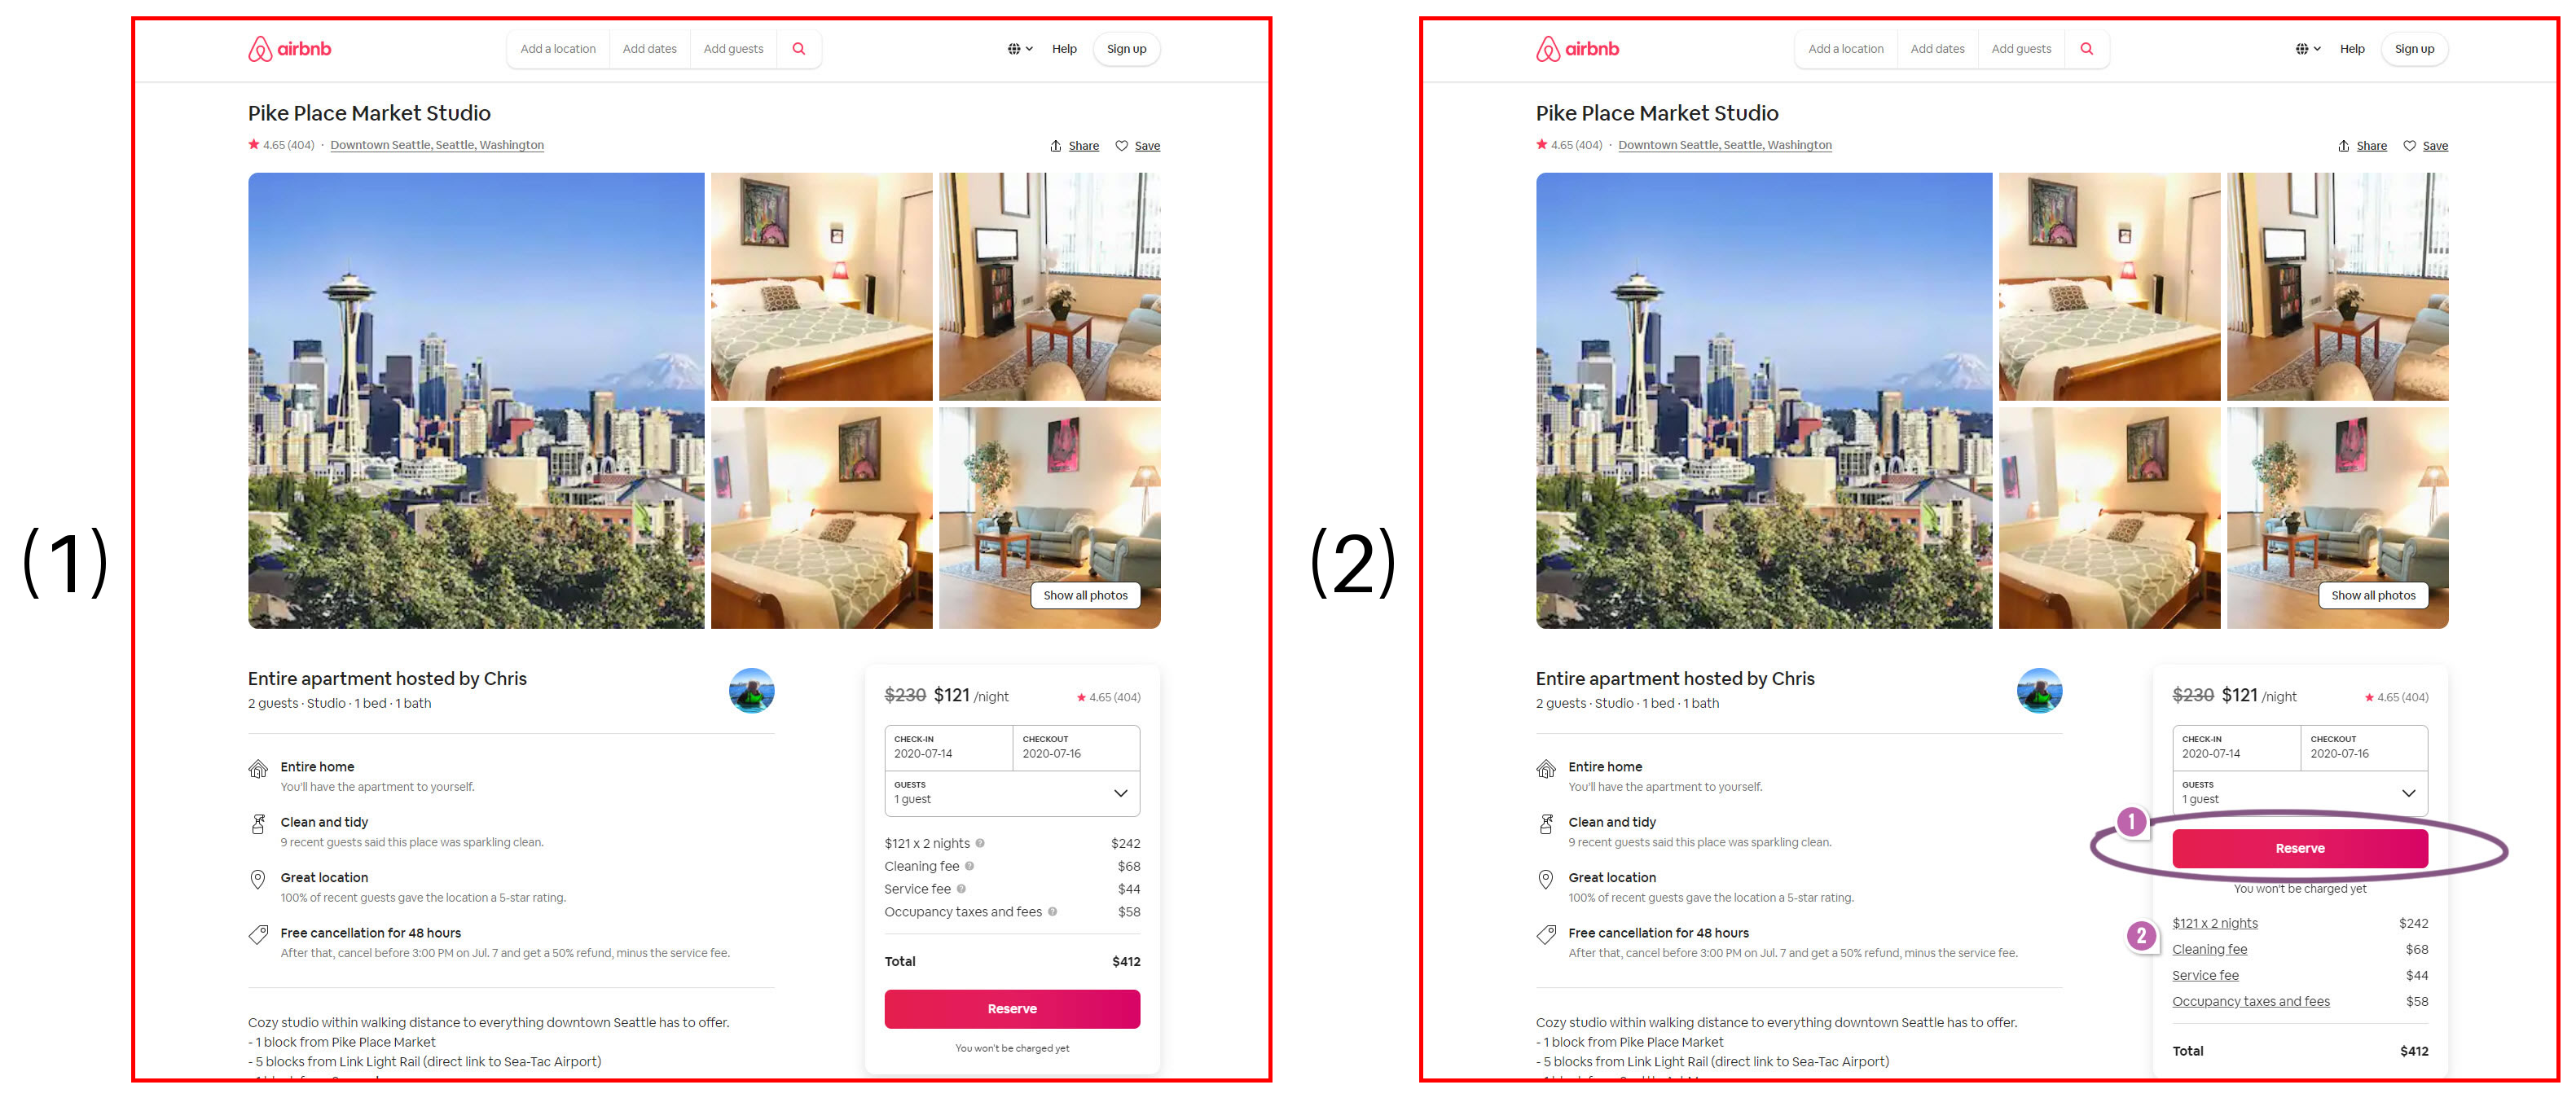 (1)
airbnb
Add a location Add dates Add guests
Help Sign up
Pike Place Market Studio
4.65 (404) · Downtown Seattle, Seattle, Washington
Share Save
Show all photos
Entire apartment hosted by Chris
2 guests · Studio · 1 bed · 1 bath
Entire home
You'll have the apartment to yourself.
Clean and tidy
9 recent guests said this place was sparkling clean.
Great location
100% of recent guests gave the location a 5-star rating.
Free cancellation for 48 hours
After that, cancel before 3:00 PM on Jul. 7 and get a 50% refund, minus the service fee.
Cozy studio within walking distance to everything downtown Seattle has to offer.
- 1 block from Pike Place Market
- 5 blocks from Link Light Rail (direct link to Sea-Tac Airport)
$230 $121 /night 4.65 (404)
CHECK-IN CHECKOUT
2020-07-14 2020-07-16
GUESTS
1 guest
$121 x 2 nights ? $242
Cleaning fee ? $68
Service fee ? $44
Occupancy taxes and fees ? $58
Total $412
Reserve
You won't be charged yet
(2)
airbnb
Add a location Add dates Add guests
Help Sign up
Pike Place Market Studio
4.65 (404) · Downtown Seattle, Seattle, Washington
Share Save
Show all photos
Entire apartment hosted by Chris
2 guests · Studio · 1 bed · 1 bath
Entire home
You'll have the apartment to yourself.
Clean and tidy
9 recent guests said this place was sparkling clean.
Great location
100% of recent guests gave the location a 5-star rating.
Free cancellation for 48 hours
After that, cancel before 3:00 PM on Jul. 7 and get a 50% refund, minus the service fee.
Cozy studio within walking distance to everything downtown Seattle has to offer.
- 1 block from Pike Place Market
- 5 blocks from Link Light Rail (direct link to Sea-Tac Airport)
$230 $121 /night 4.65 (404)
CHECK-IN CHECKOUT
2020-07-14 2020-07-16
GUESTS
1 guest
1
Reserve
You won't be charged yet
2
$121 x 2 nights $242
Cleaning fee $68
Service fee $44
Occupancy taxes and fees $58
Total $412